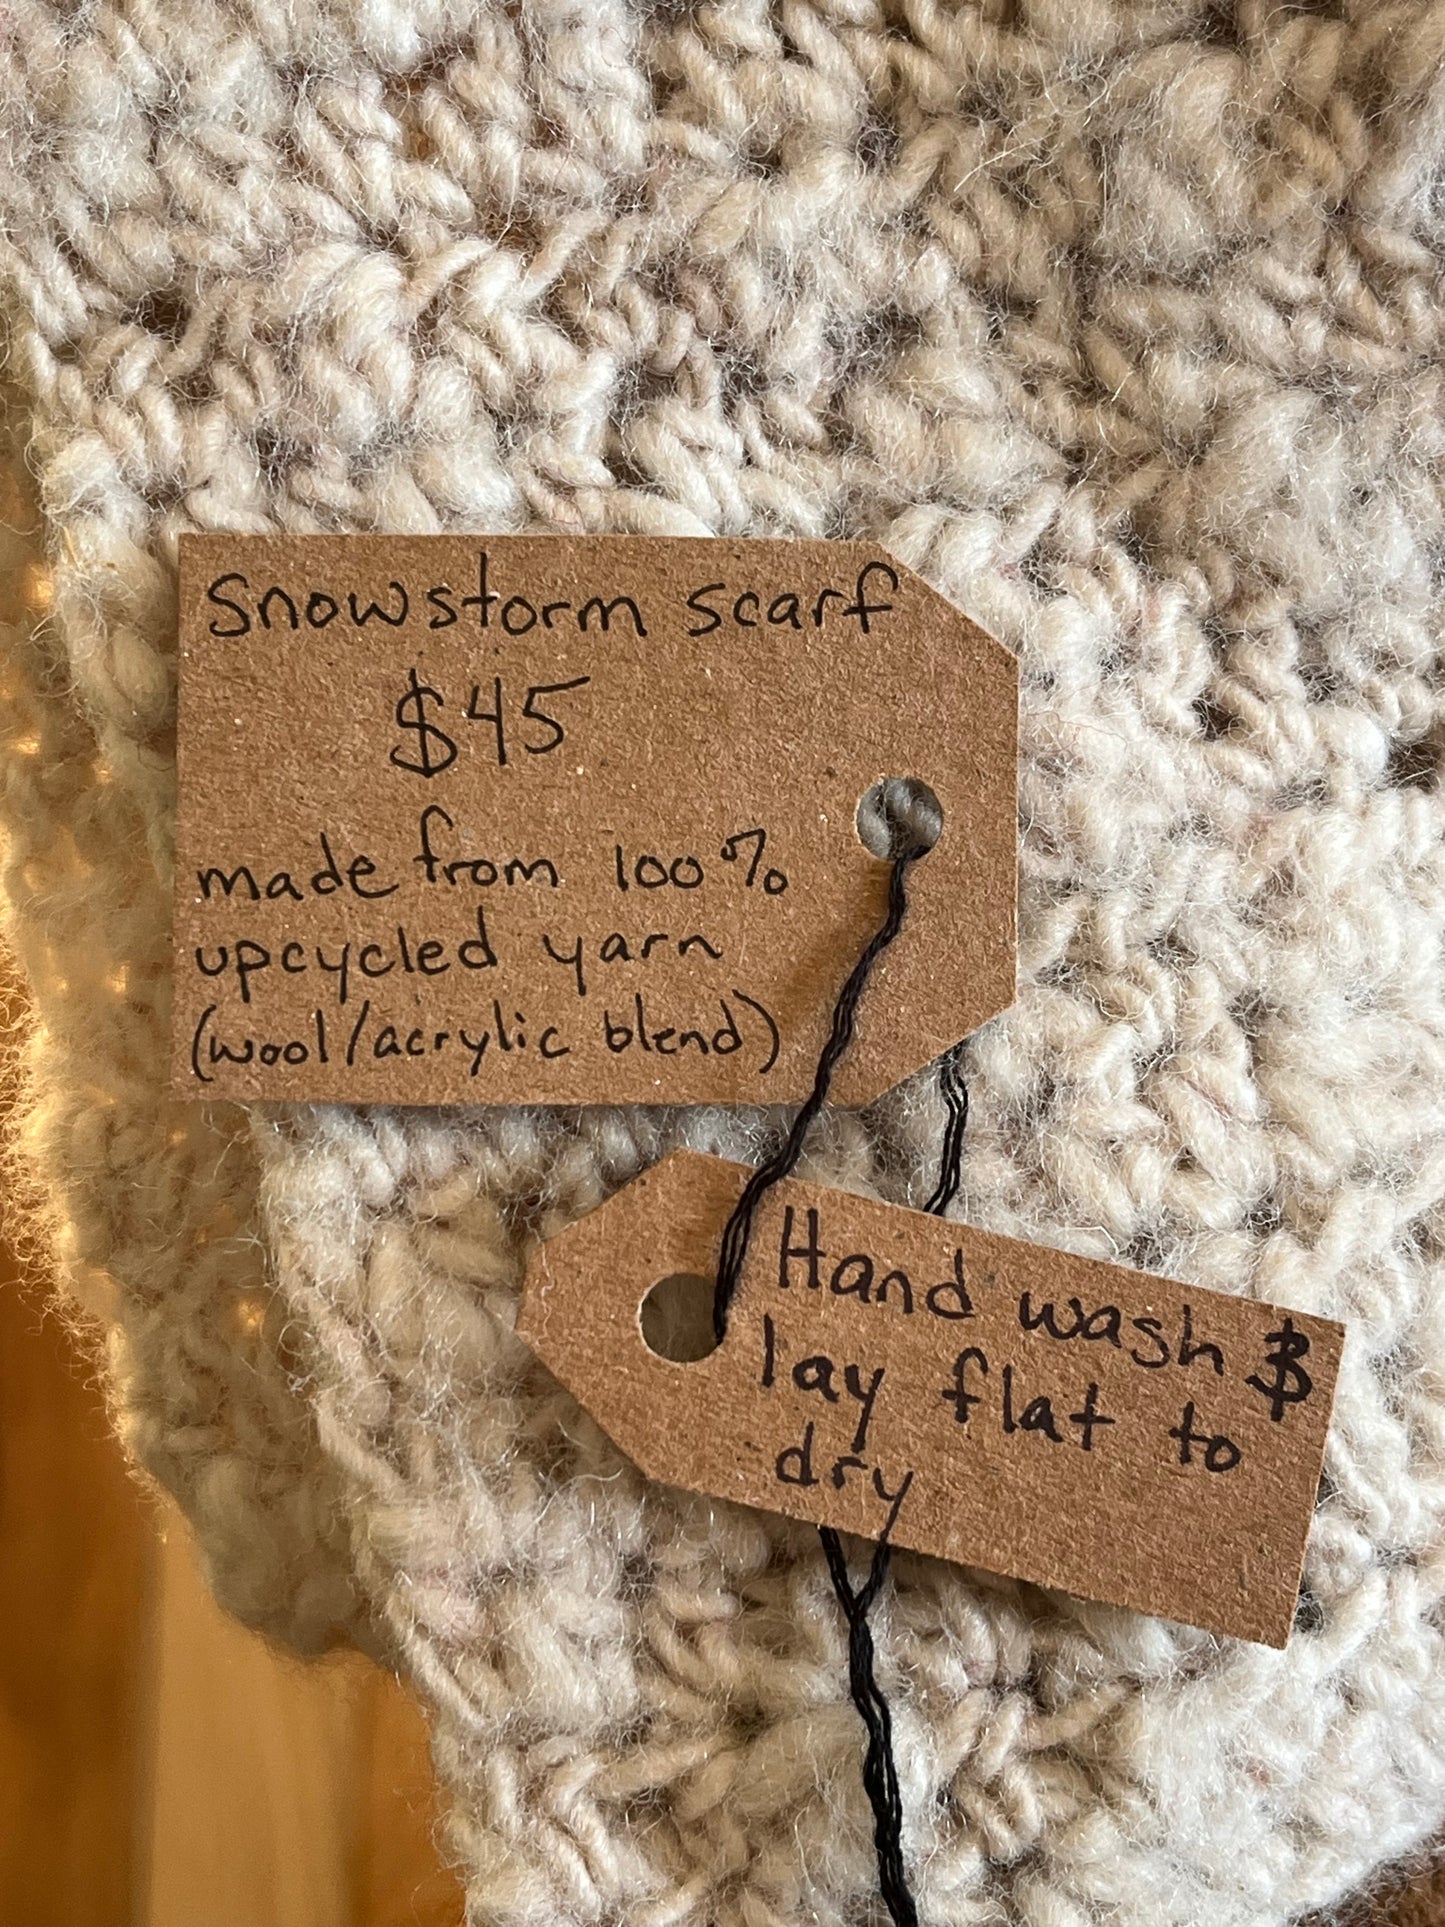 Snowstorm scarf
$45
made from 100%
upcycled yarn
(wool/acrylic blend)
Hand wash $
lay flat to
dry